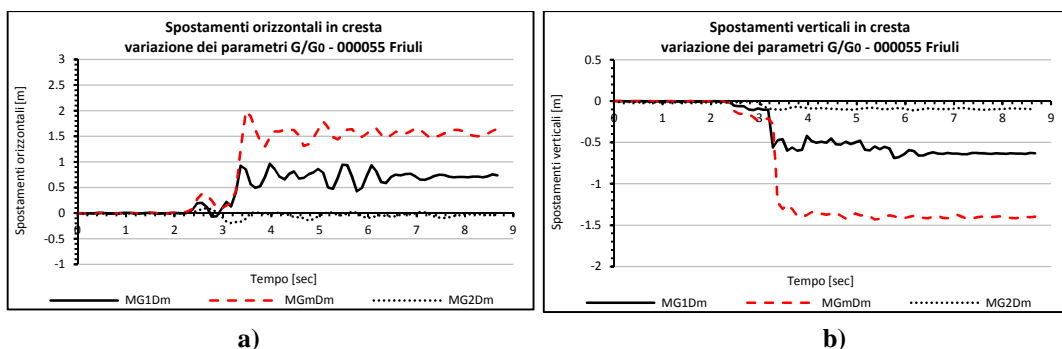 Spostamenti orizzontali in cresta
variazione dei parametri G/G0 - 000055 Friuli
Spostamenti orizzontali [m]
3
2.5
2
1.5
1
0.5
0
-0.5
-1
0 1 2 3 4 5 6 7 8 9
Tempo [sec]
MG1Dm MGmDm MG2Dm
a)
Spostamenti verticali in cresta
variazione dei parametri G/G0 - 000055 Friuli
Spostamenti verticali [m]
0.5
0
-0.5
-1
-1.5
-2
0 1 2 3 4 5 6 7 8 9
Tempo [sec]
MG1Dm MGmDm MG2Dm
b)